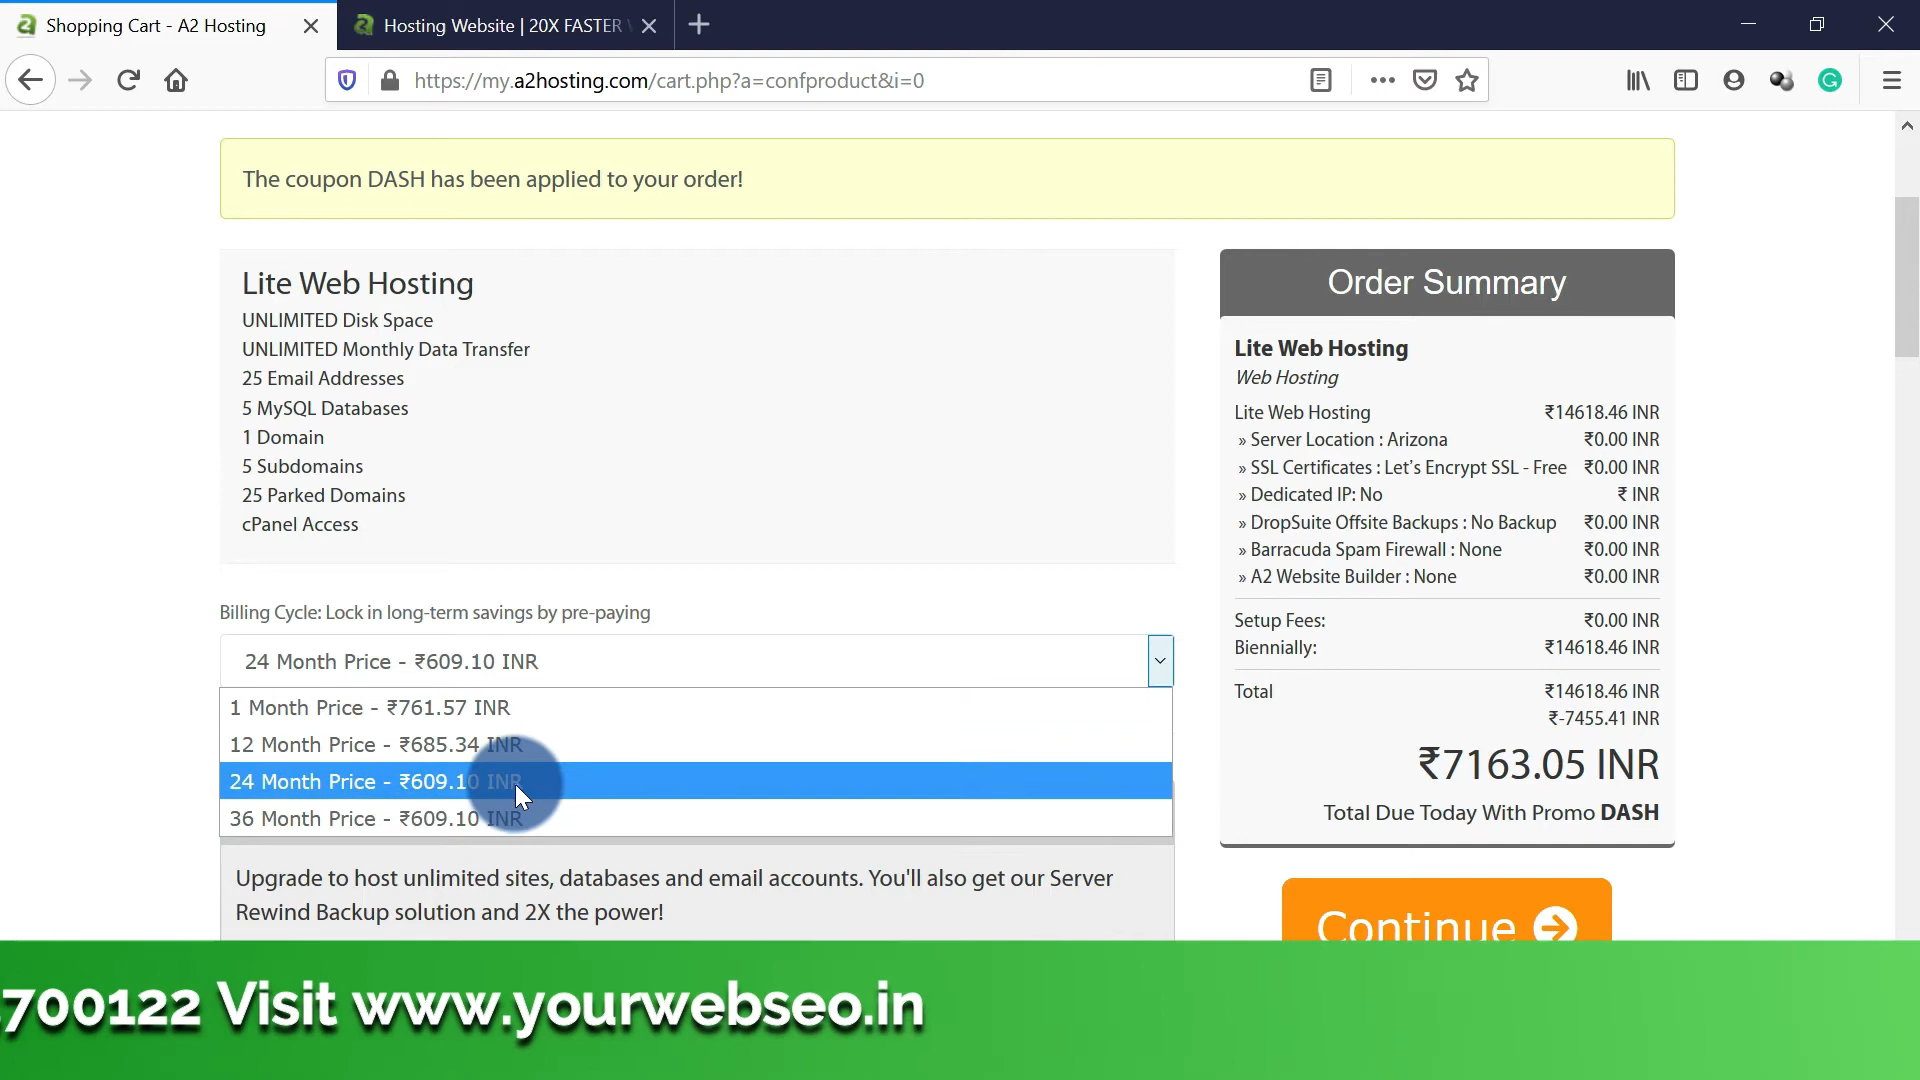 Shopping Cart - A2 Hosting
Hosting Website | 20X FASTER
https://my.a2hosting.com/cart.php?a=confproduct&i=0
The coupon DASH has been applied to your order!
Lite Web Hosting
UNLIMITED Disk Space
UNLIMITED Monthly Data Transfer
25 Email Addresses
5 MySQL Databases
1 Domain
5 Subdomains
25 Parked Domains
cPanel Access
Billing Cycle: Lock in long-term savings by pre-paying
24 Month Price - ₹609.10 INR
1 Month Price - ₹761.57 INR
12 Month Price - ₹685.34 INR
24 Month Price - ₹609.10 INR
36 Month Price - ₹609.10 INR
Upgrade to host unlimited sites, databases and email accounts. You'll also get our Server
Rewind Backup solution and 2X the power!
Order Summary
Lite Web Hosting
Web Hosting
Lite Web Hosting ₹14618.46 INR
» Server Location : Arizona ₹0.00 INR
» SSL Certificates : Let's Encrypt SSL - Free ₹0.00 INR
» Dedicated IP: No ₹ INR
» DropSuite Offsite Backups : No Backup ₹0.00 INR
» Barracuda Spam Firewall : None ₹0.00 INR
» A2 Website Builder : None ₹0.00 INR
Setup Fees: ₹0.00 INR
Biennially: ₹14618.46 INR
Total ₹14618.46 INR
₹-7455.41 INR
₹7163.05 INR
Total Due Today With Promo DASH
Continue
700122 Visit www.yourwebseo.in